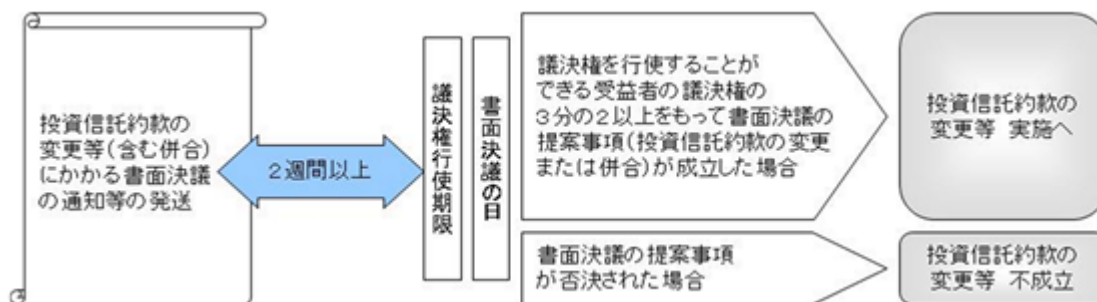 投資信託約款の
変更等(含む併合)
にかかる書面決議
の通知等の発送
2週間以上
議決権行使期限
書面決議の日
議決権を行使することが
できる受益者の議決権の
3分の2以上をもって書面決議の
提案事項(投資信託約款の変更
または併合)が成立した場合
投資信託約款の
変更等 実施へ
書面決議の提案事項
が否決された場合
投資信託約款の
変更等 不成立